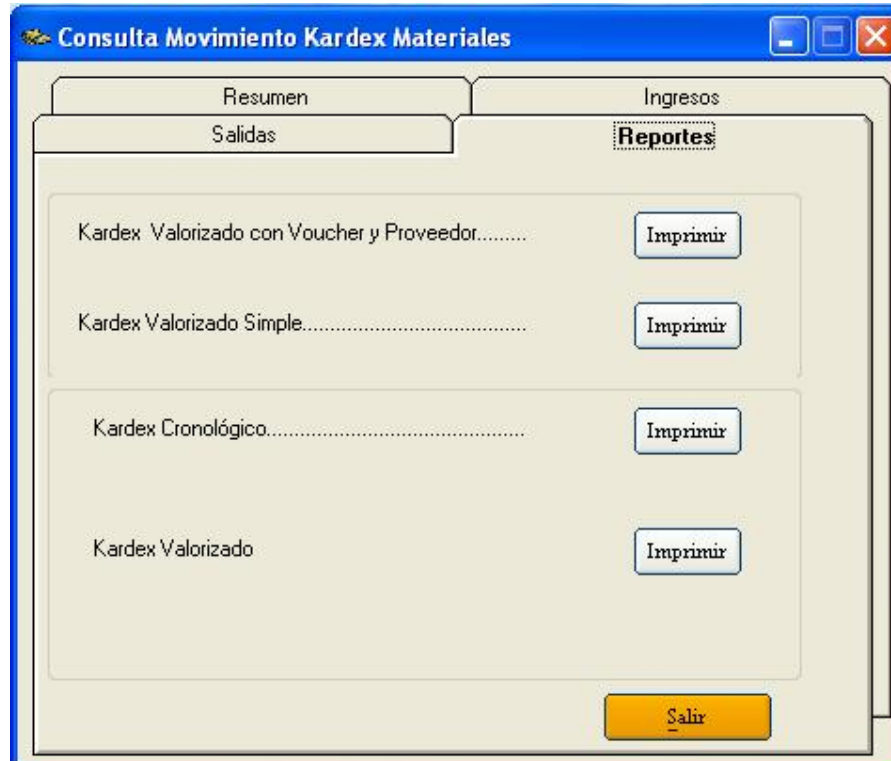 Consulta Movimiento Kardex Materiales
Resumen Ingresos
Salidas Reportes
Kardex Valorizado con Voucher y Proveedor......... Imprimir
Kardex Valorizado Simple........................................ Imprimir
Kardex Cronológico.............................................. Imprimir
Kardex Valorizado Imprimir
Salir